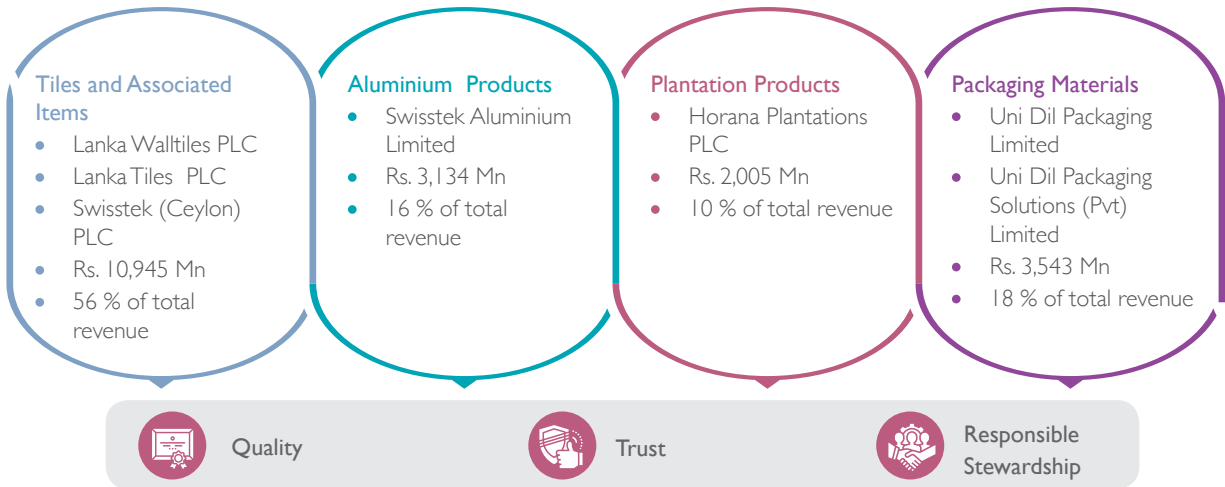 Tiles and Associated
Items
Lanka Walltiles PLC
Lanka Tiles PLC
Swisstek (Ceylon)
PLC
Rs. 10,945 Mn
56 % of total
revenue
Aluminium Products
Swisstek Aluminium
Limited
Rs. 3,134 Mn
16 % of total
revenue
Plantation Products
Horana Plantations
PLC
Rs. 2,005 Mn
10 % of total revenue
Packaging Materials
Uni Dil Packaging
Limited
Uni Dil Packaging
Solutions (Pvt)
Limited
Rs. 3,543 Mn
18 % of total revenue
Quality
Trust
Responsible
Stewardship